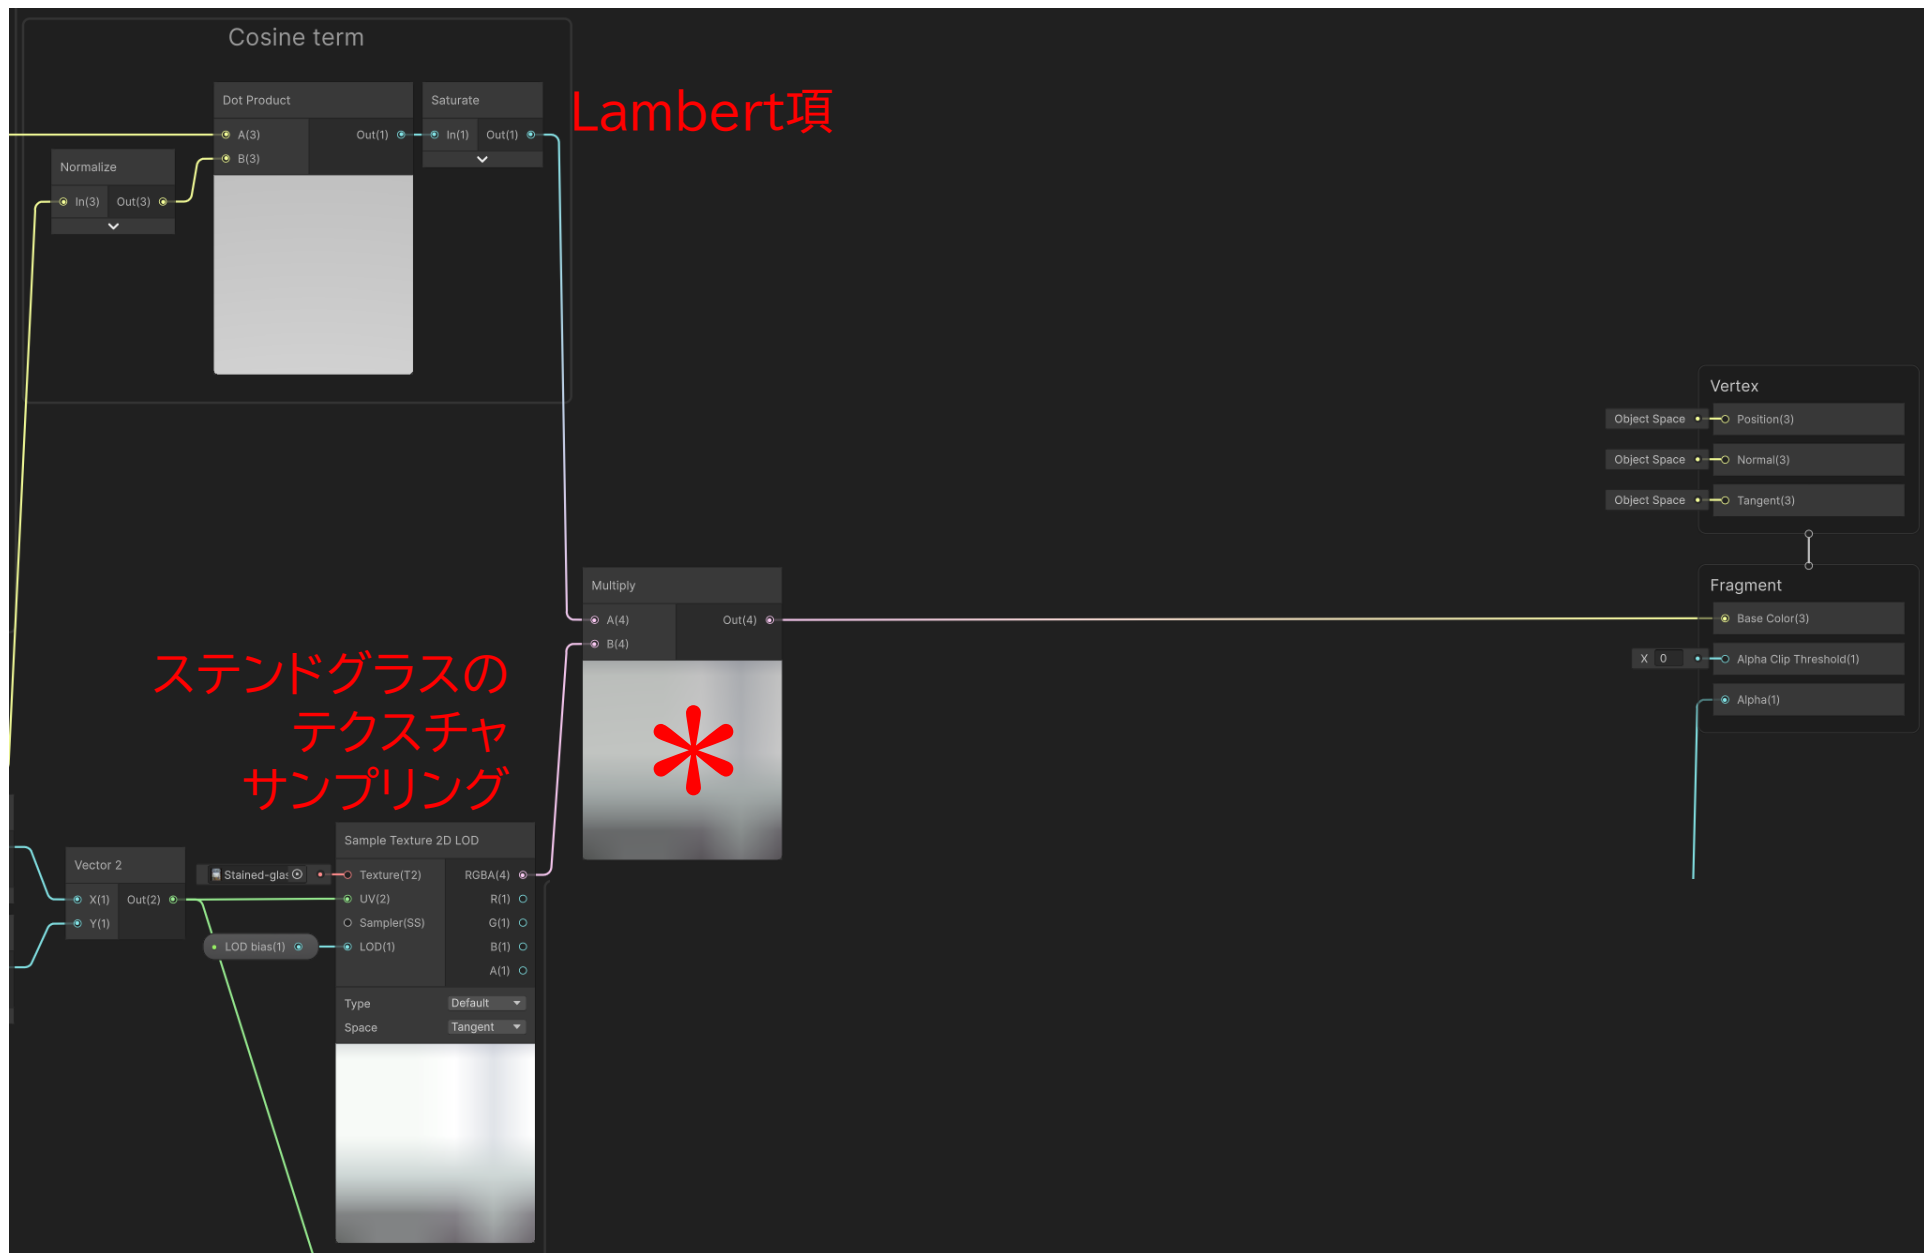 Cosine term
Dot Product
A(3)
Out(1)
B(3)
Saturate
In(1)
Out(1)
Lambert項
Normalize
In(3)
Out(3)
Vertex
Object Space
Position(3)
Object Space
Normal(3)
Object Space
Tangent(3)
Multiply
A(4)
Out(4)
B(4)
*
Fragment
Base Color(3)
X 0
Alpha Clip Threshold(1)
Alpha(1)
ステンドグラスの
テクスチャ
サンプリング
Vector 2
X(1)
Out(2)
Y(1)
Sample Texture 2D LOD
Stained-glas
Texture(T2)
RGBA(4)
UV(2)
R(1)
Sampler(SS)
G(1)
LOD bias(1)
LOD(1)
B(1)
A(1)
Type
Default
Space
Tangent